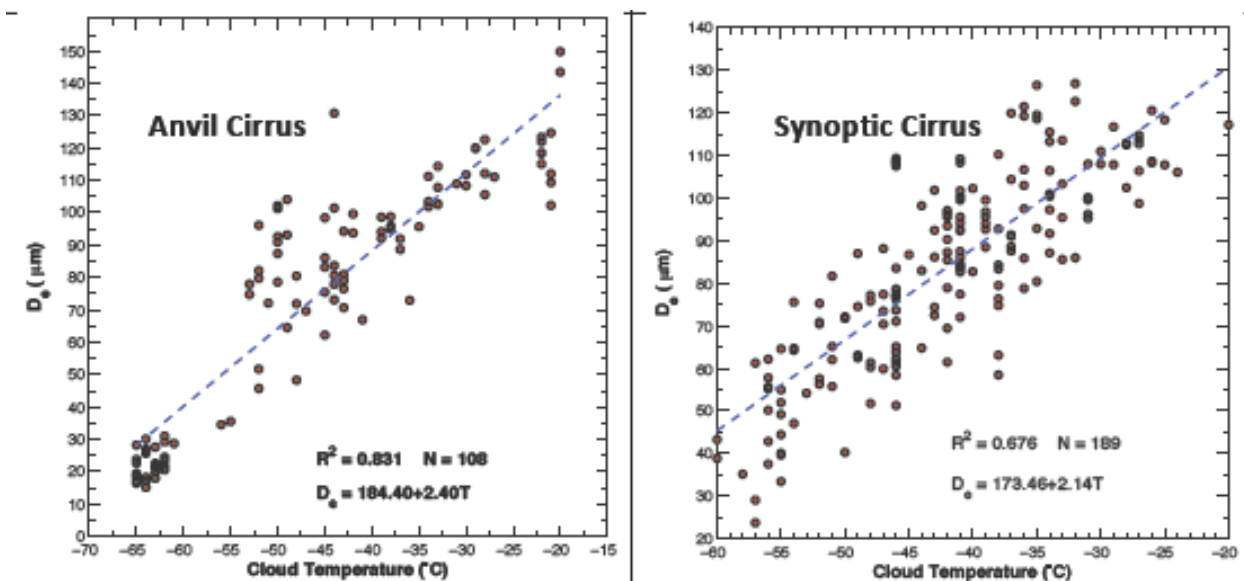 Anvil Cirrus
150
140
130
120
110
100
90
80
70
60
50
40
30
20
10
0
De (μm)
R² = 0.831 N = 108
De = 184.40+2.40T
−70 −65 −60 −55 −50 −45 −40 −35 −30 −25 −20 −15
Cloud Temperature (°C)
Synoptic Cirrus
140
130
120
110
100
90
80
70
60
50
40
30
20
De (μm)
R² = 0.676 N = 189
De = 173.46+2.14T
−60 −55 −50 −45 −40 −35 −30 −25 −20
Cloud Temperature (°C)